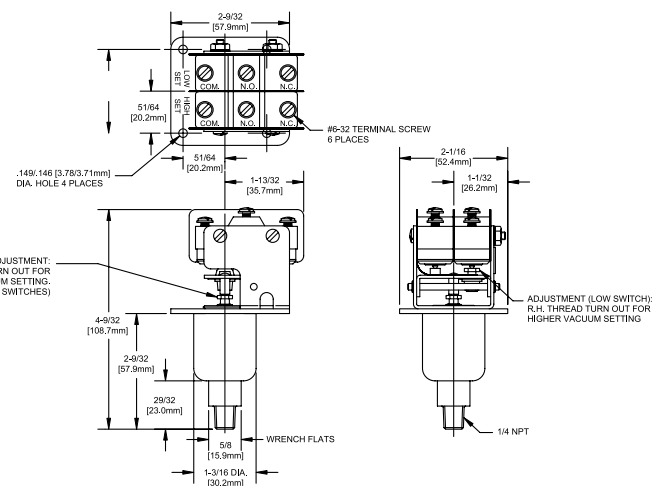 2-9/32
[57.9mm]
LOW
SET
COM.
N.O.
N.C.
HIGH
SET
COM.
N.O.
N.C.
51/64
[20.2mm]
#6-32 TERMINAL SCREW
6 PLACES
51/64
[20.2mm]
.149/.146 [3.78/3.71mm]
DIA. HOLE 4 PLACES
1-13/32
[35.7mm]
2-1/16
[52.4mm]
1-1/32
[26.2mm]
DJUSTMENT:
RN OUT FOR
UM SETTING.
SWITCHES)
4-9/32
[108.7mm]
2-9/32
[57.9mm]
29/32
[23.0mm]
5/8
[15.9mm]
WRENCH FLATS
1-3/16 DIA.
[30.2mm]
ADJUSTMENT (LOW SWITCH):
R.H. THREAD TURN OUT FOR
HIGHER VACUUM SETTING
1/4 NPT